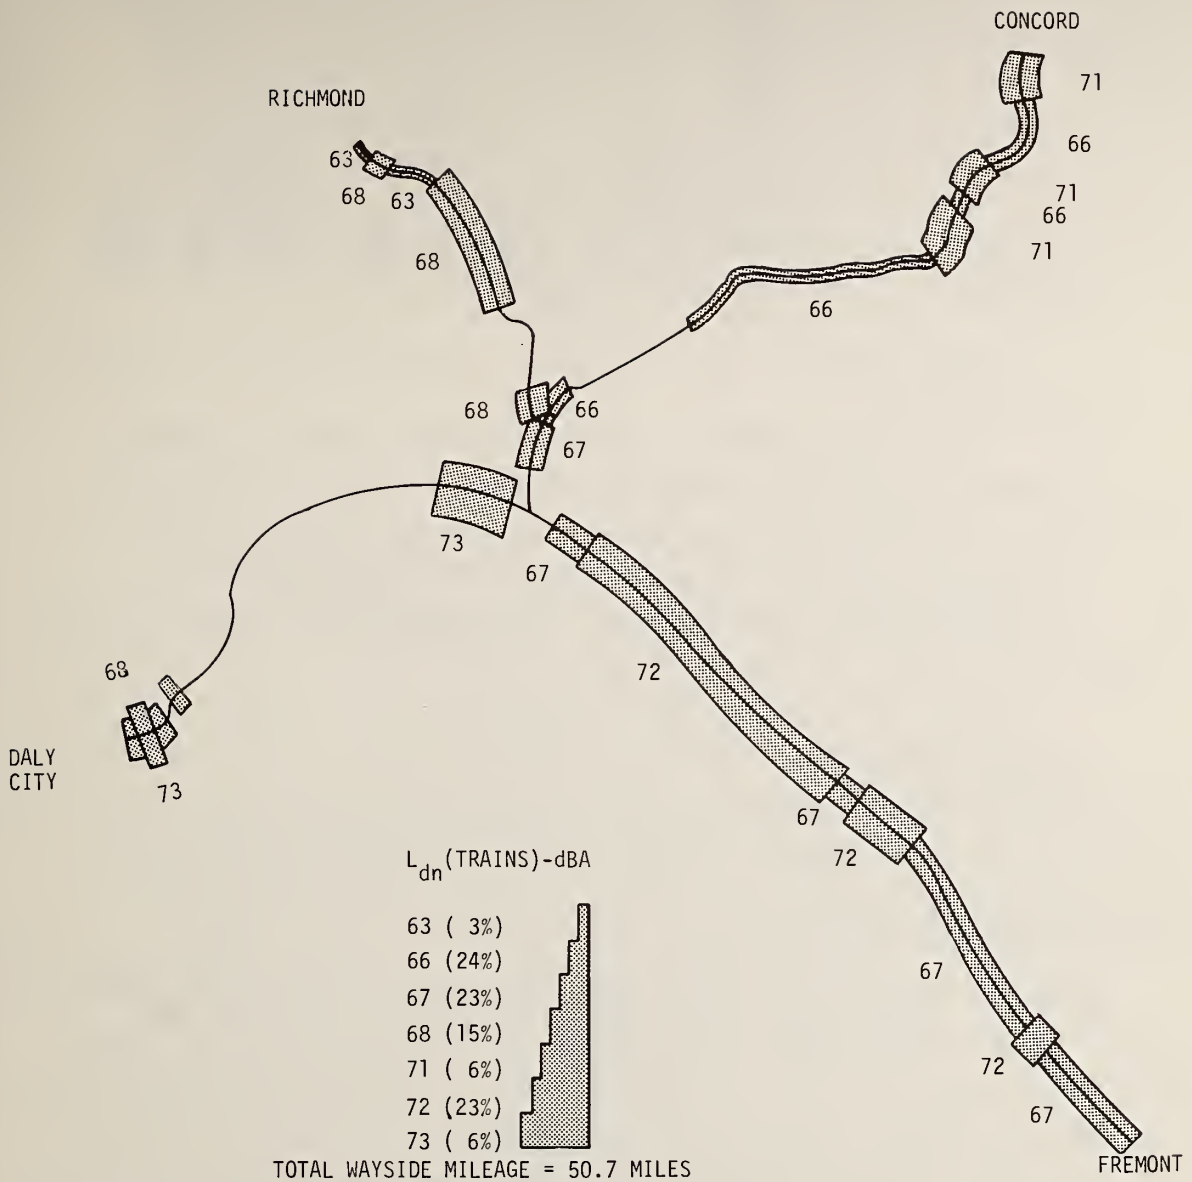 CONCORD
71
RICHMOND
66
63
68
63
71
66
71
68
66
68
66
67
73
67
68
72
DALY
CITY
73
67
72
Ldn(TRAINS)-dBA
63 ( 3%)
66 (24%)
67 (23%)
68 (15%)
71 ( 6%)
72 (23%)
73 ( 6%)
67
72
67
TOTAL WAYSIDE MILEAGE = 50.7 MILES
FREMONT